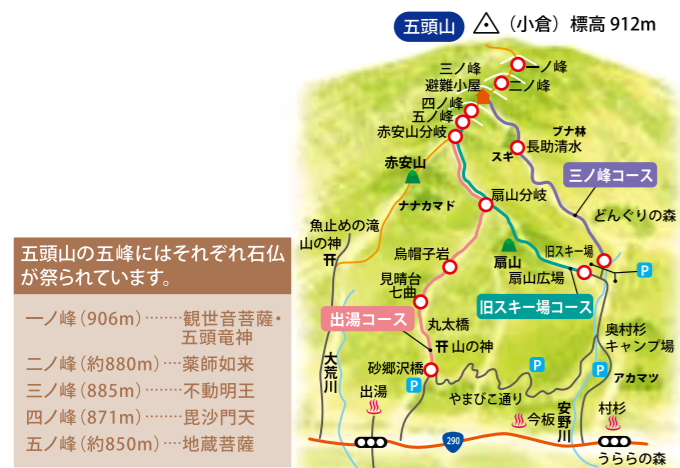 五頭山 (小倉)標高 912m
三ノ峰
一ノ峰
避難小屋
二ノ峰
四ノ峰
五ノ峰
赤安山分岐
ブナ林
スギ
長助清水
赤安山
三ノ峰コース
ナナカマド
扇山分岐
どんぐりの森
魚止めの滝
山の神
烏帽子岩
扇山
旧スキー場
P
扇山広場
見晴台
七曲
出湯コース
旧スキー場コース
丸太橋
山の神
奥村杉
キャンプ場
大荒川
砂郷沢橋
P
P
P
アカマツ
出湯
やまびこ通り
今板
安野川
村杉
290
うららの森
五頭山の五峰にはそれぞれ石仏
が祭られています。
一ノ峰(906m)………観世音菩薩・
五頭竜神
二ノ峰(約880m)……薬師如来
三ノ峰(885m)………不動明王
四ノ峰(871m)………毘沙門天
五ノ峰(約850m)……地蔵菩薩